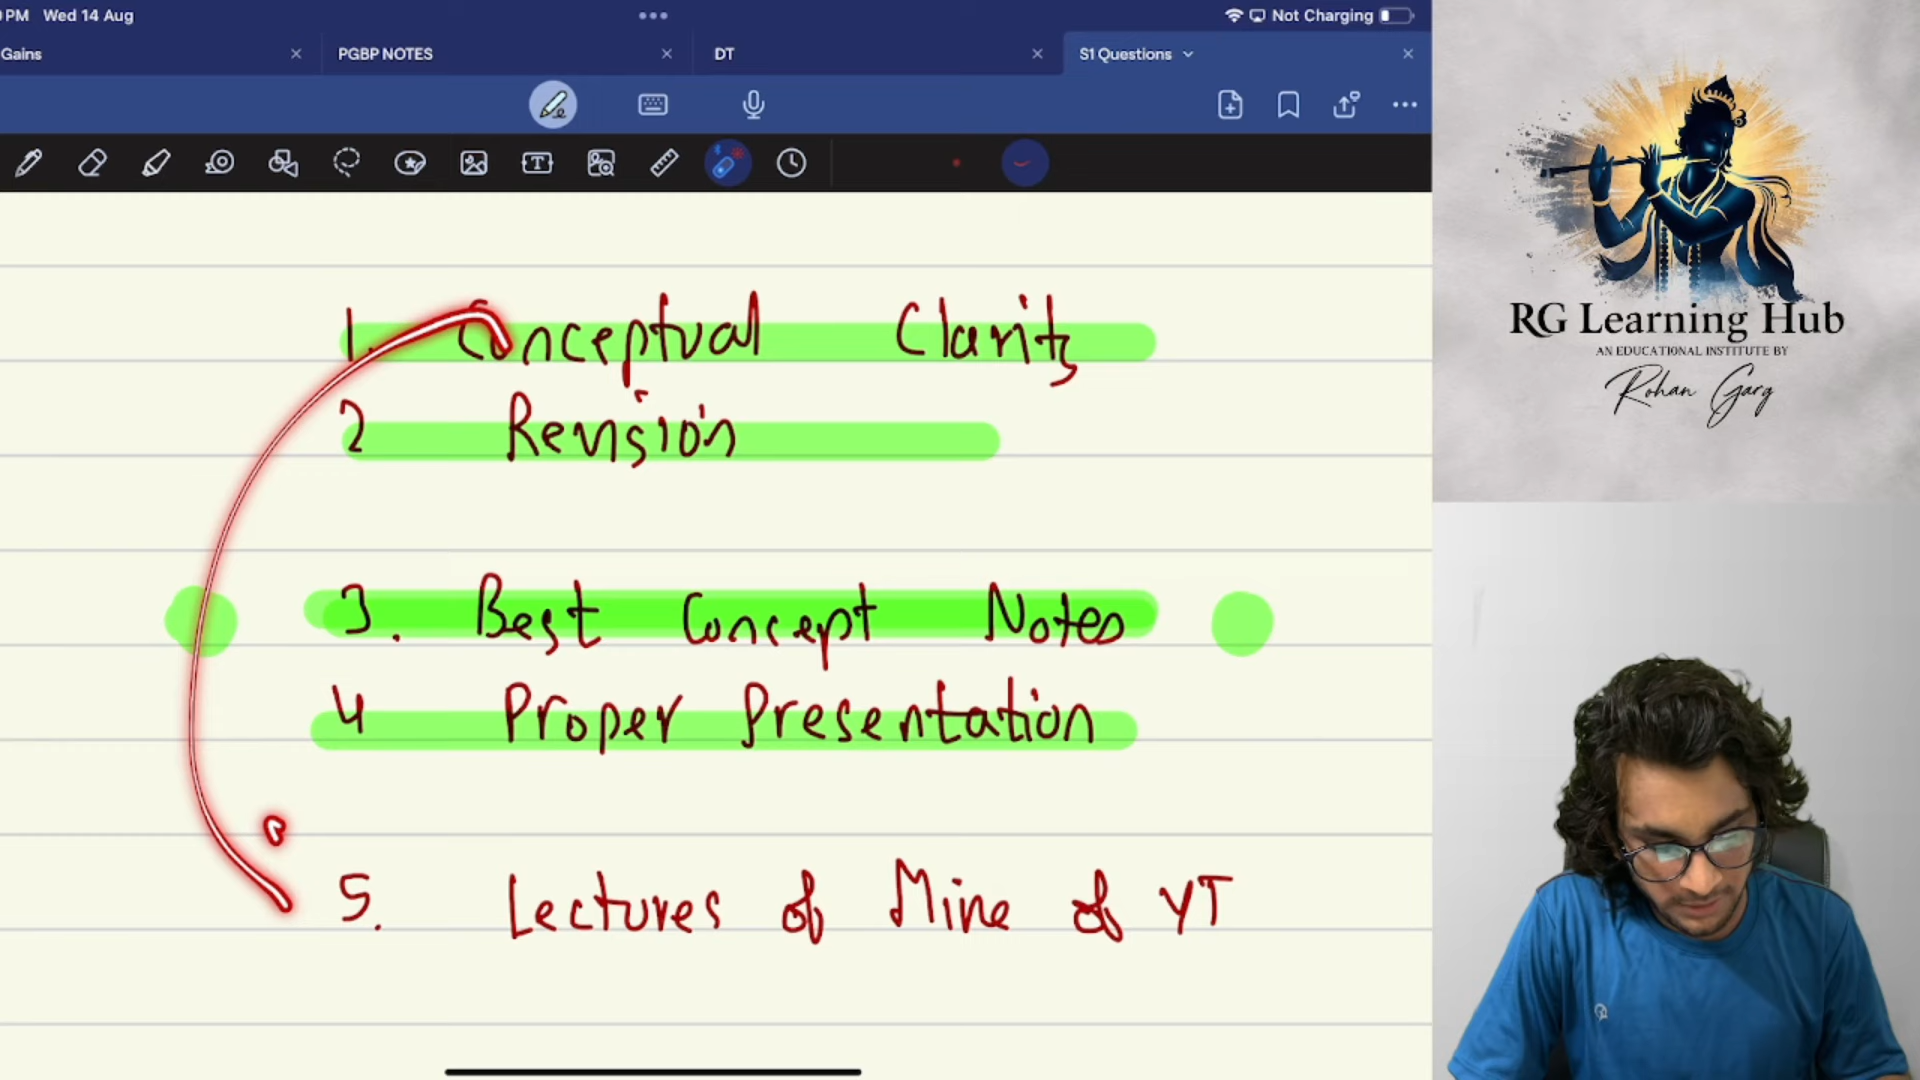 PM Wed 14 Aug
Not Charging
Gains
PGBP NOTES
DT
S1 Questions
1. Conceptual Clarity
2 Revision
3. Best Concept Notes
4 Proper Presentation
5. Lectures of Mine of YT
RG Learning Hub
AN EDUCATIONAL INSTITUTE BY
Rohan Garg